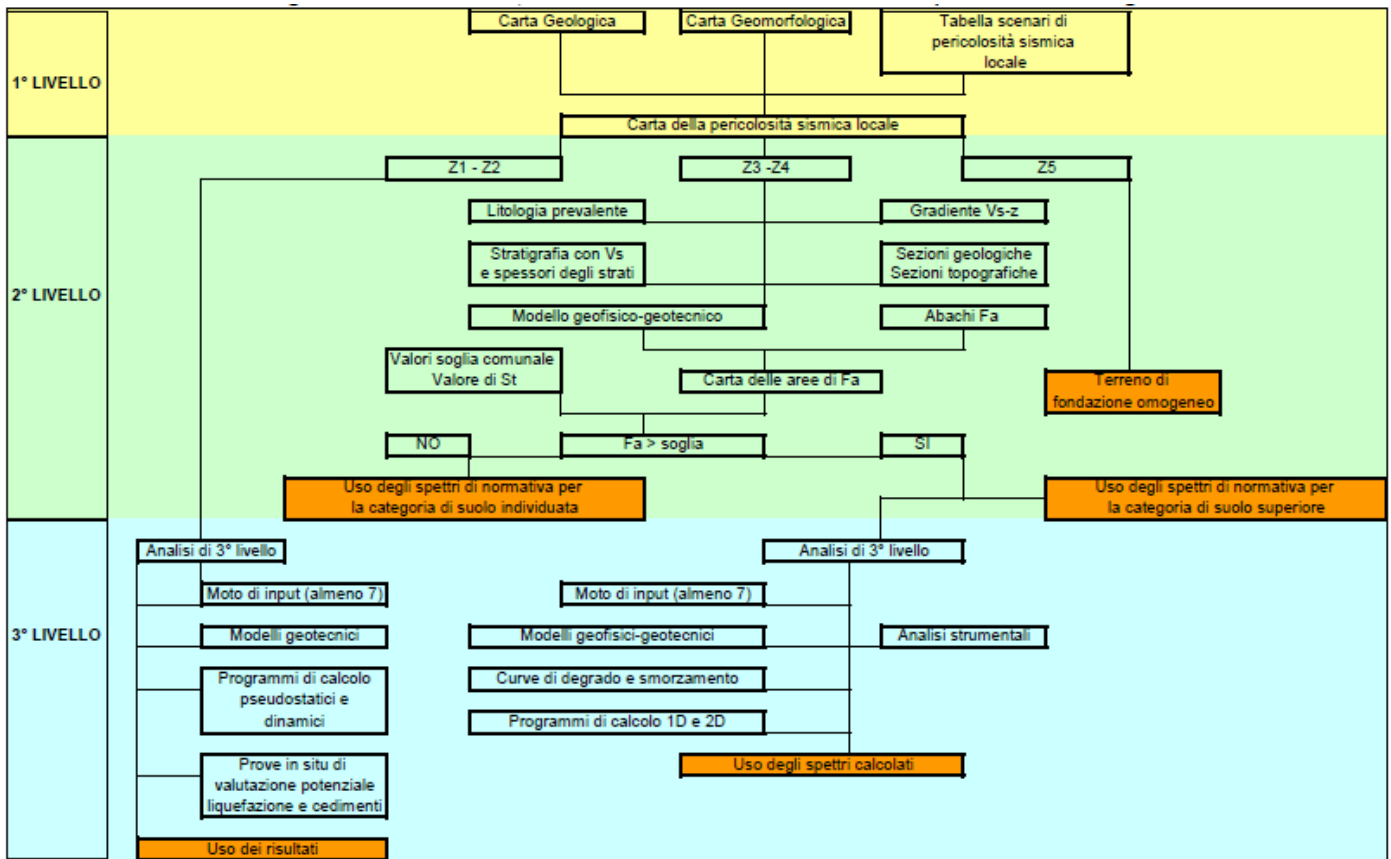 Carta Geologica
Carta Geomorfologica
Tabella scenari di
pericolosità sismica
locale
1° LIVELLO
Carta della pericolosità sismica locale
Z1 - Z2
Z3 -Z4
Z5
Litologia prevalente
Gradiente Vs-z
Stratigrafia con Vs
e spessori degli strati
Sezioni geologiche
Sezioni topografiche
2° LIVELLO
Modello geofisico-geotecnico
Abachi Fa
Valori soglia comunale
Valore di St
Carta delle aree di Fa
Terreno di
fondazione omogeneo
NO
Fa > soglia
SI
Uso degli spettri di normativa per
la categoria di suolo individuata
Uso degli spettri di normativa per
la categoria di suolo superiore
Analisi di 3° livello
Analisi di 3° livello
Moto di input (almeno 7)
Moto di input (almeno 7)
3° LIVELLO
Modelli geotecnici
Modelli geofisici-geotecnici
Analisi strumentali
Programmi di calcolo
pseudostatici e
dinamici
Curve di degrado e smorzamento
Programmi di calcolo 1D e 2D
Prove in situ di
valutazione potenziale
liquefazione e cedimenti
Uso degli spettri calcolati
Uso dei risultati